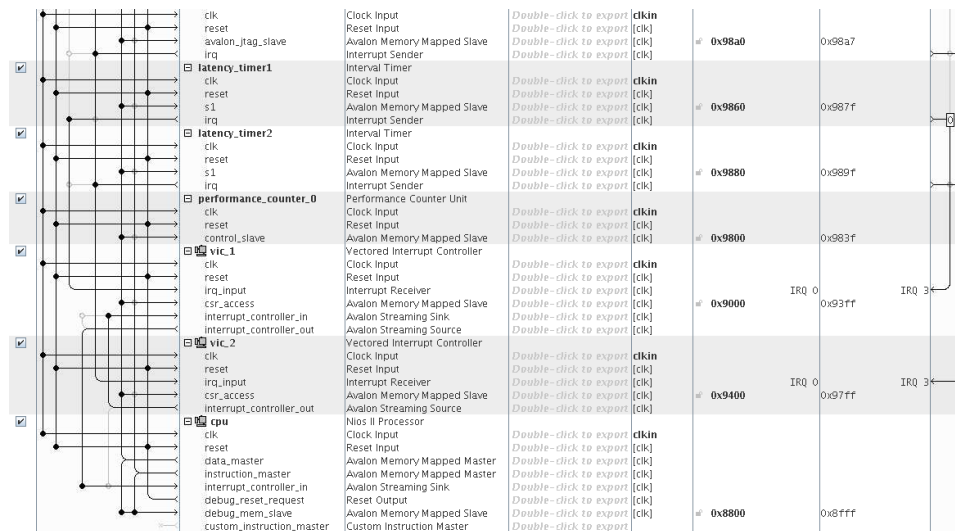 clk Clock Input Double-click to export clkin
reset Reset Input Double-click to export [clk]
avalon_jtag_slave Avalon Memory Mapped Slave Double-click to export [clk] 0x98a0 0x98a7
irq Interrupt Sender Double-click to export [clk]
latency_timer1 Interval Timer
clk Clock Input Double-click to export clkin
reset Reset Input Double-click to export [clk]
s1 Avalon Memory Mapped Slave Double-click to export [clk] 0x9860 0x987f
irq Interrupt Sender Double-click to export [clk] 0
latency_timer2 Interval Timer
clk Clock Input Double-click to export clkin
reset Reset Input Double-click to export [clk]
s1 Avalon Memory Mapped Slave Double-click to export [clk] 0x9880 0x989f
irq Interrupt Sender Double-click to export [clk]
performance_counter_0 Performance Counter Unit
clk Clock Input Double-click to export clkin
reset Reset Input Double-click to export [clk]
control_slave Avalon Memory Mapped Slave Double-click to export [clk] 0x9800 0x983f
vic_1 Vectored Interrupt Controller
clk Clock Input Double-click to export clkin
reset Reset Input Double-click to export [clk]
irq_input Interrupt Receiver Double-click to export [clk] IRQ 0 IRQ 3
csr_access Avalon Memory Mapped Slave Double-click to export [clk] 0x9000 0x93ff
interrupt_controller_in Avalon Streaming Sink Double-click to export [clk]
interrupt_controller_out Avalon Streaming Source Double-click to export [clk]
vic_2 Vectored Interrupt Controller
clk Clock Input Double-click to export clkin
reset Reset Input Double-click to export [clk]
irq_input Interrupt Receiver Double-click to export [clk] IRQ 0 IRQ 3
csr_access Avalon Memory Mapped Slave Double-click to export [clk] 0x9400 0x97ff
interrupt_controller_out Avalon Streaming Source Double-click to export [clk]
cpu Nios II Processor
clk Clock Input Double-click to export clkin
reset Reset Input Double-click to export [clk]
data_master Avalon Memory Mapped Master Double-click to export [clk]
instruction_master Avalon Memory Mapped Master Double-click to export [clk]
interrupt_controller_in Avalon Streaming Sink Double-click to export [clk]
debug_reset_request Reset Output Double-click to export [clk]
debug_mem_slave Avalon Memory Mapped Slave Double-click to export [clk] 0x8800 0x8fff
custom_instruction_master Custom Instruction Master Double-click to export